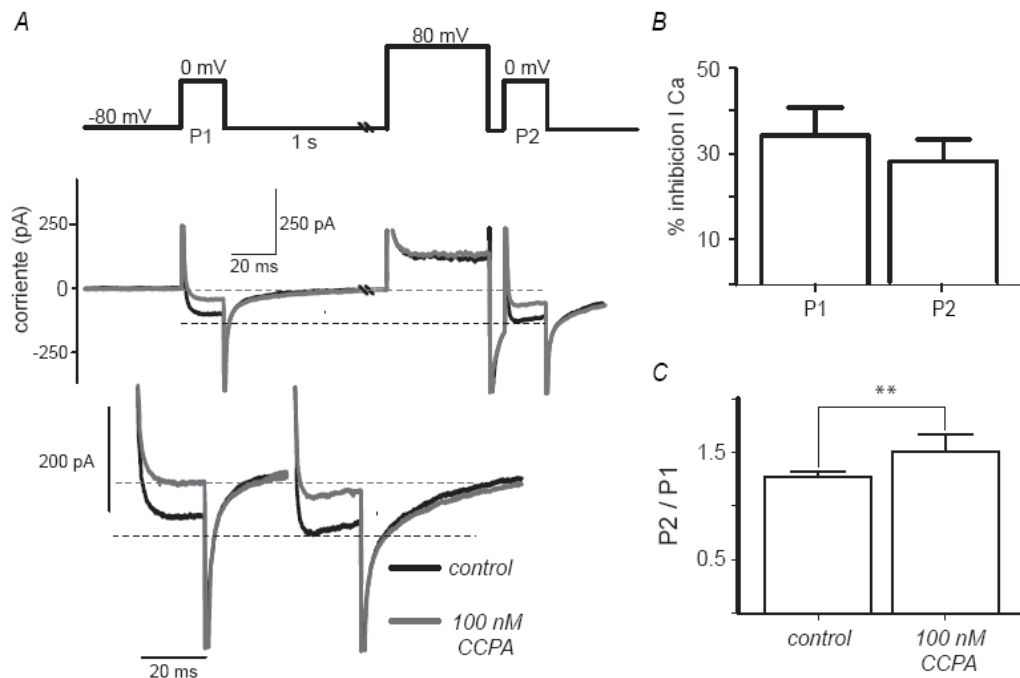 A
80 mV
0 mV
0 mV
-80 mV
P1
1 s
P2
corriente (pA)
250
0
-250
250 pA
20 ms
200 pA
control
100 nM
CCPA
20 ms
B
% inhibicion I Ca
50
30
10
P1
P2
C
**
P2 / P1
1.5
0.5
control
100 nM
CCPA